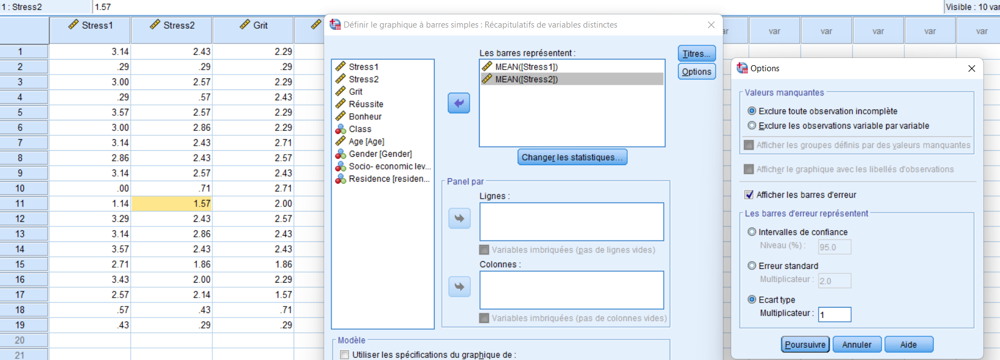 1 : Stress2 1.57 Visible : 10 var
Stress1 Stress2 Grit var var var var var
1 3.14 2.43 2.29
2 .29 .29 .29
3 3.00 2.57 2.29
4 .29 .57 2.43
5 3.57 2.57 2.29
6 3.00 2.86 2.29
7 3.14 2.43 2.71
8 2.86 2.43 2.57
9 3.14 2.57 2.43
10 .00 .71 2.71
11 1.14 1.57 2.00
12 3.29 2.43 2.57
13 3.14 2.86 2.43
14 3.57 2.43 2.43
15 2.71 1.86 1.86
16 3.43 2.00 2.29
17 2.57 2.14 1.57
18 .57 .43 .71
19 .43 .29 .29
20
21
Définir le graphique à barres simples : Récapitulatifs de variables distinctes
Stress1
Stress2
Grit
Réussite
Bonheur
Class
Age [Age]
Gender [Gender]
Socio- economic lev...
Residence [residen...
Les barres représentent :
MEAN([Stress1])
MEAN([Stress2])
Changer les statistiques...
Titres...
Options
Panel par
Lignes :
Variables imbriquées (pas de lignes vides)
Colonnes :
Variables imbriquées (pas de colonnes vides)
Modèle
Utiliser les spécifications du graphique de :
Options
Valeurs manquantes
Exclure toute observation incomplète
Exclure les observations variable par variable
Afficher les groupes définis par des valeurs manquantes
Afficher le graphique avec les libellés d'observations
Afficher les barres d'erreur
Les barres d'erreur représentent
Intervalles de confiance
Niveau (%) : 95.0
Erreur standard
Multiplicateur : 2.0
Ecart type
Multiplicateur : 1
Poursuivre Annuler Aide